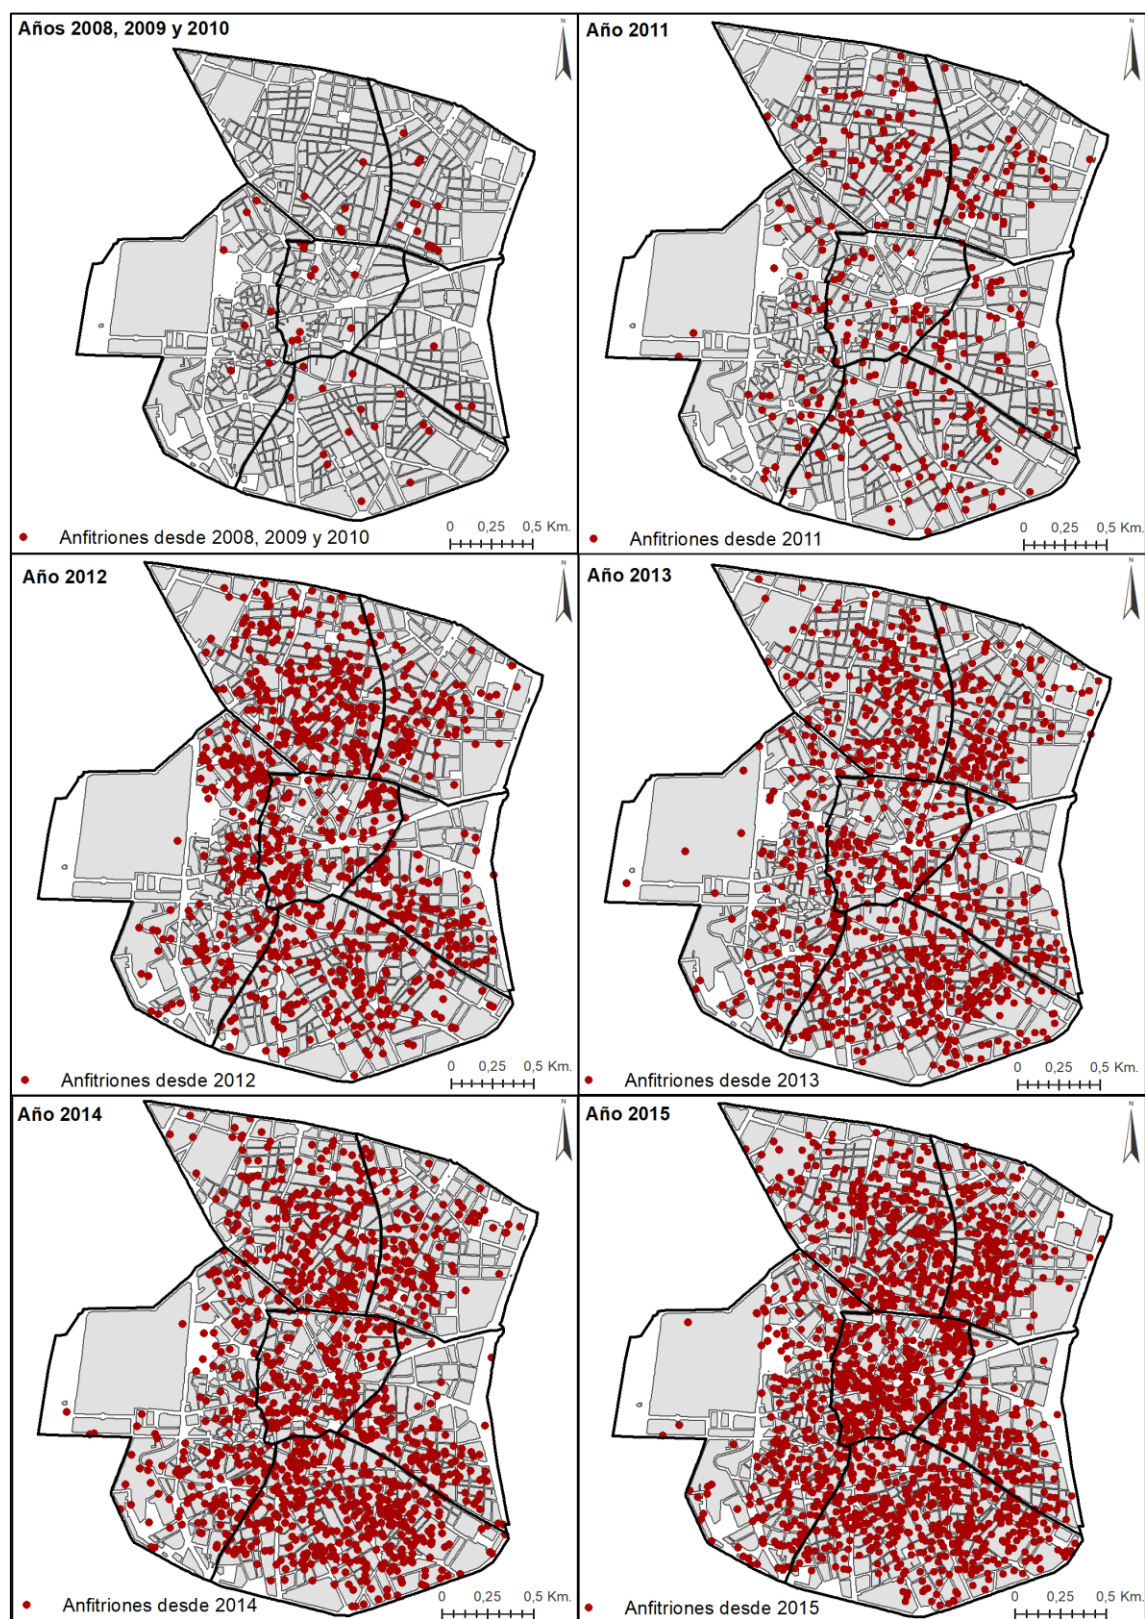 Años 2008, 2009 y 2010
N
0 0,25 0,5 Km.
Anfitriones desde 2008, 2009 y 2010
Año 2011
N
0 0,25 0,5 Km.
Anfitriones desde 2011
Año 2012
N
0 0,25 0,5 Km.
Anfitriones desde 2012
Año 2013
N
0 0,25 0,5 Km.
Anfitriones desde 2013
Año 2014
N
0 0,25 0,5 Km.
Anfitriones desde 2014
Año 2015
N
0 0,25 0,5 Km.
Anfitriones desde 2015